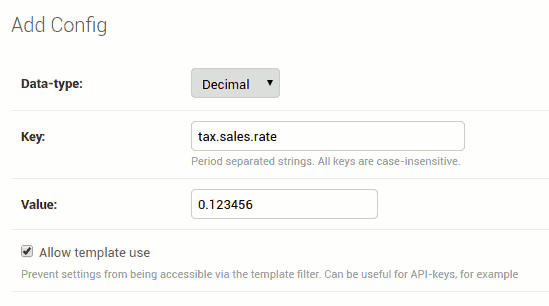 Add Config
Data-type:
Decimal
Key:
tax.sales.rate
Period separated strings. All keys are case-insensitive.
Value:
0.123456
Allow template use
Prevent settings from being accessible via the template filter. Can be useful for API-keys, for example